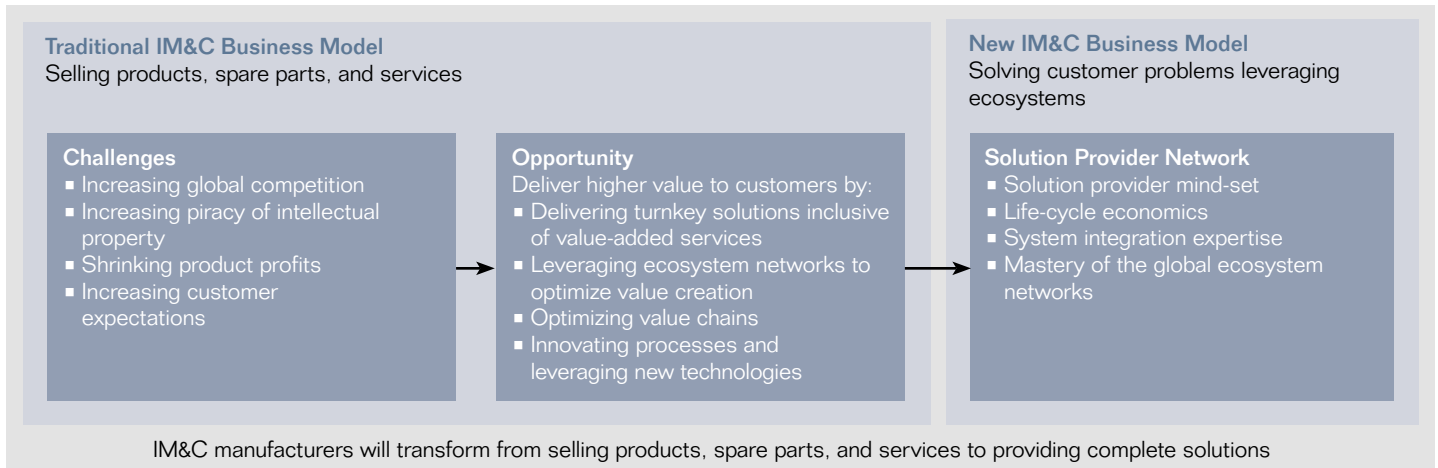 Traditional IM&C Business Model
Selling products, spare parts, and services
Challenges
▪ Increasing global competition
▪ Increasing piracy of intellectual
property
▪ Shrinking product profits
▪ Increasing customer
expectations
Opportunity
Deliver higher value to customers by:
▪ Delivering turnkey solutions inclusive
of value-added services
▪ Leveraging ecosystem networks to
optimize value creation
▪ Optimizing value chains
▪ Innovating processes and
leveraging new technologies
New IM&C Business Model
Solving customer problems leveraging
ecosystems
Solution Provider Network
▪ Solution provider mind-set
▪ Life-cycle economics
▪ System integration expertise
▪ Mastery of the global ecosystem
networks
IM&C manufacturers will transform from selling products, spare parts, and services to providing complete solutions